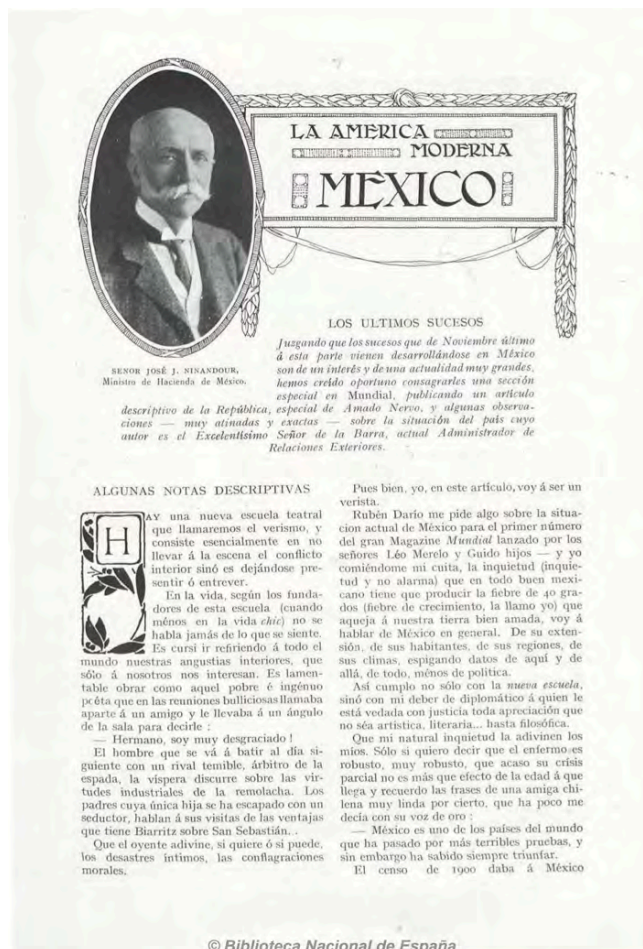 LA AMERICA
MODERNA
MEXICO
SENOR JOSÉ J. NINANDOUR,
Ministro de Hacienda de México.
LOS ULTIMOS SUCESOS
Juzgando que los sucesos que de Noviembre último
á esta parte vienen desarrollándose en México
son de un interés y de una actualidad muy grandes,
hemos creído oportuno consagrarles una sección
especial en Mundial, publicando un artículo
descriptivo de la República, especial de Amado Nervo, y algunas observa-
ciones — muy atinadas y exactas — sobre la situación del país cuyo
autor es el Excelentísimo Señor de la Barra, actual Administrador de
Relaciones Exteriores.
ALGUNAS NOTAS DESCRIPTIVAS
HAY una nueva escuela teatral
que llamaremos el verismo, y
consiste esencialmente en no
llevar á la escena el conflicto
interior sinó es dejándose pre-
sentir ó entrever.
En la vida, según los funda-
dores de esta escuela (cuando
ménos en la vida chic) no se
habla jamás de lo que se siente.
Es cursi ir refiriendo á todo el
mundo nuestras angustias interiores, que
sólo á nosotros nos interesan. Es lamen-
table obrar como aquel pobre é ingénuo
poéta que en las reuniones bulliciosas llamaba
aparte á un amigo y le llevaba á un ángulo
de la sala para decirle :
— Hermano, soy muy desgraciado !
El hombre que se vá á batir al día si-
guiente con un rival temible, árbitro de la
espada, la víspera discurre sobre las vir-
tudes industriales de la remolacha. Los
padres cuya única hija se ha escapado con un
seductor, hablan á sus visitas de las ventajas
que tiene Biarritz sobre San Sebastián. .
Que el oyente adivine, si quiere ó si puede,
los desastres íntimos, las conflagraciones
morales.
Pues bien, yo, en este artículo, voy á ser un
verista.
Rubén Darío me pide algo sobre la situa-
cion actual de México para el primer número
del gran Magazine Mundial lanzado por los
señores Léo Merelo y Guido hijos — y yo
comiéndome mi cuita, la inquietud (inquie-
tud y no alarma) que en todo buen mexi-
cano tiene que producir la fiebre de 40 gra-
dos (fiebre de crecimiento, la llamo yo) que
aqueja á nuestra tierra bien amada, voy á
hablar de México en general. De su exten-
sión, de sus habitantes, de sus regiones, de
sus climas, espigando datos de aquí y de
allá, de todo, ménos de política.
Así cumplo no sólo con la nueva escuela,
sinó con mi deber de diplomático á quien le
está vedada con justicia toda apreciación que
no séa artística, literaria... hasta filosófica.
Que mi natural inquietud la adivinen los
míos. Sólo si quiero decir que el enfermo es
robusto, muy robusto, que acaso su crisis
parcial no es más que efecto de la edad á que
llega y recuerdo las frases de una amiga chi-
lena muy linda por cierto, que ha poco me
decía con su voz de oro :
— México es uno de los países del mundo
que ha pasado por más terribles pruebas, y
sin embargo ha sabido siempre triunfar.
El censo de 1900 daba á México
© Biblioteca Nacional de España